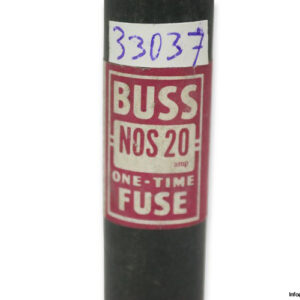 33037
BUSS
NOS 20
amp
ONE-TIME
FUSE